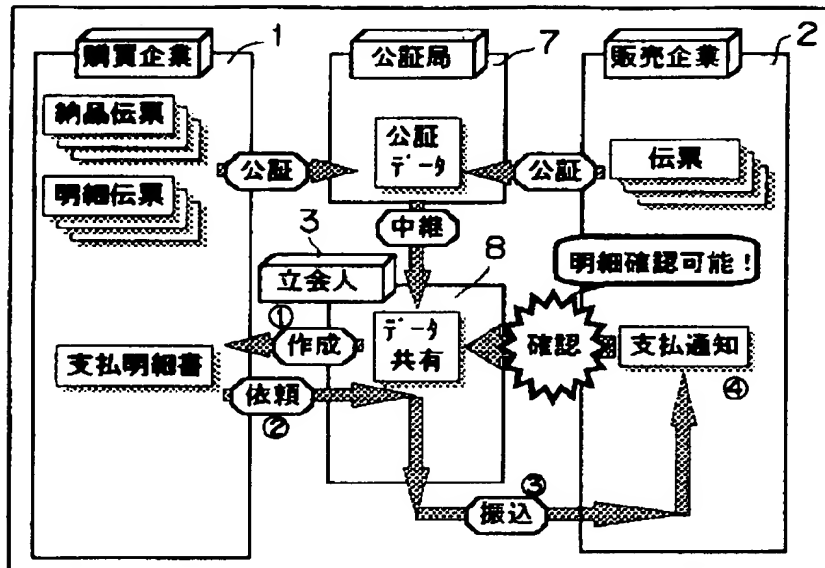 購買企業
1
公証局
7
販売企業
2
納品伝票
明細伝票
公証
公証
データ
公証
伝票
中継
3
立会人
8
明細確認可能!
①
作成
データ
共有
確認
支払通知
④
支払明細書
依頼
②
③
振込